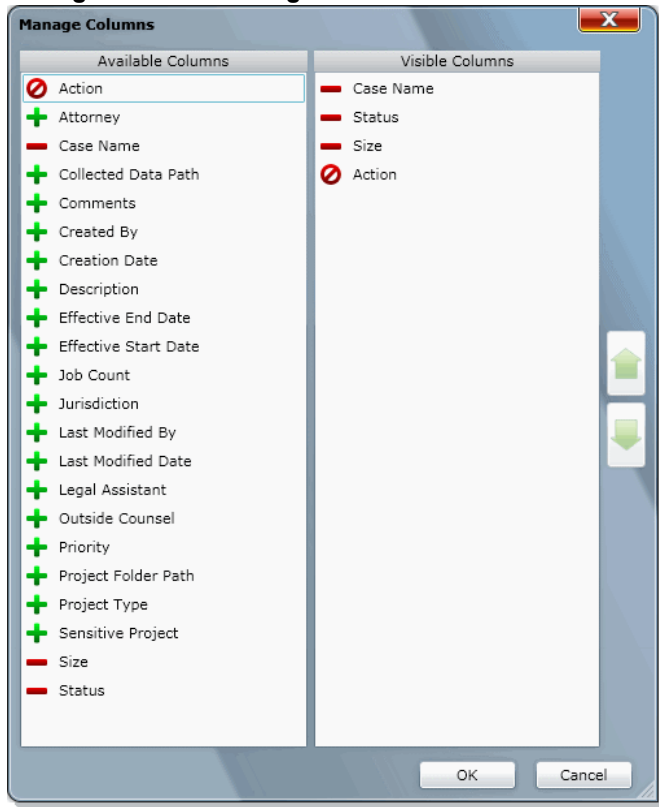 Manage Columns
X
Available Columns
Visible Columns
Action
Attorney
Case Name
Collected Data Path
Comments
Created By
Creation Date
Description
Effective End Date
Effective Start Date
Job Count
Jurisdiction
Last Modified By
Last Modified Date
Legal Assistant
Outside Counsel
Priority
Project Folder Path
Project Type
Sensitive Project
Size
Status
Case Name
Status
Size
Action
OK
Cancel